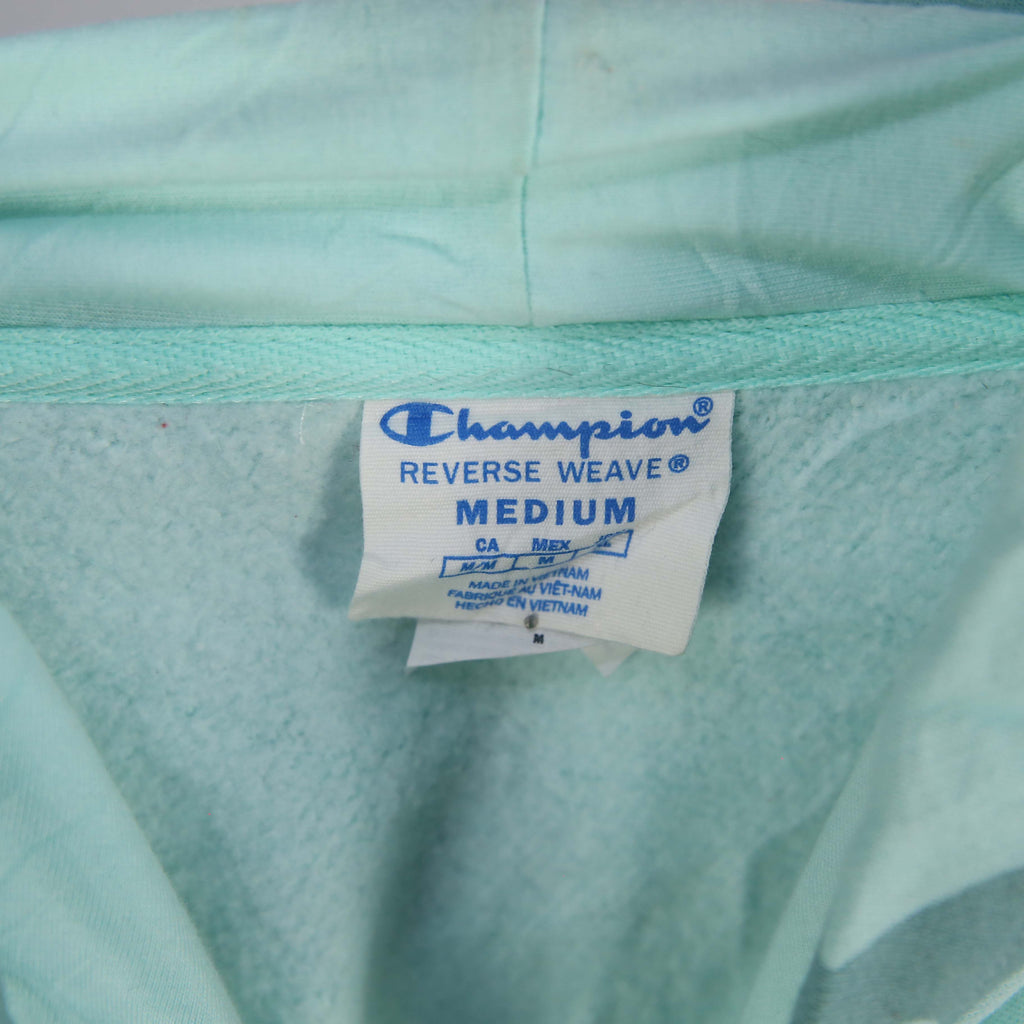 Champion®
REVERSE WEAVE®
MEDIUM
CA MEX
M/M M
MADE IN VIETNAM
FABRIQUÉ AU VIÊT-NAM
HECHO EN VIETNAM
M